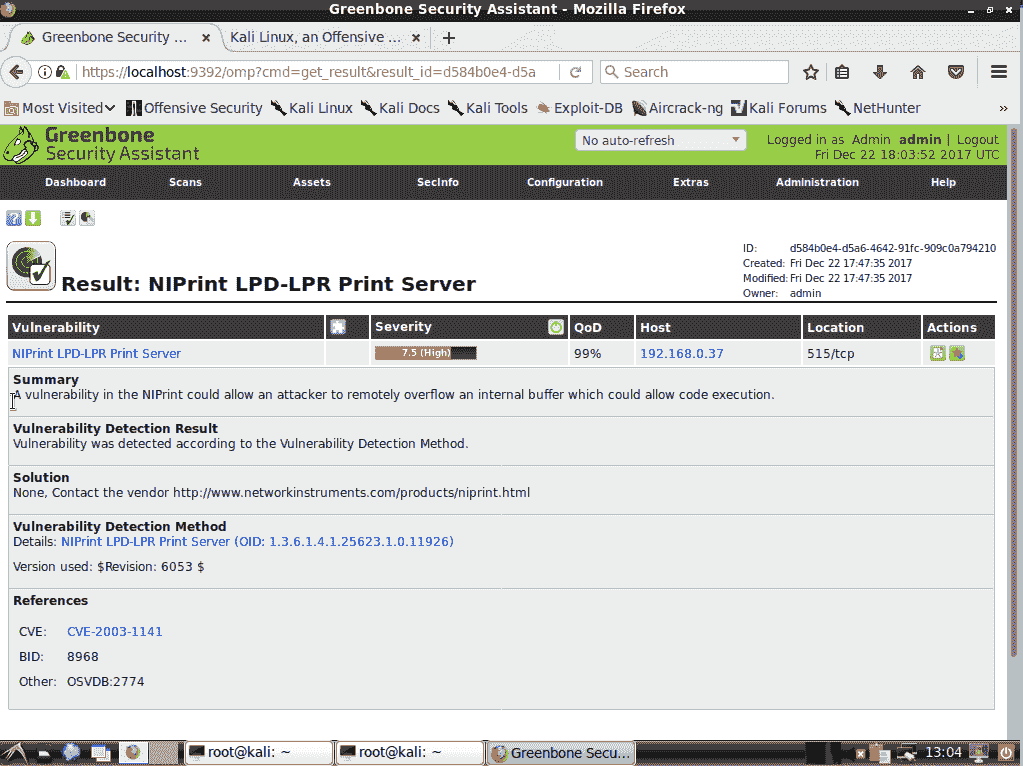 Greenbone Security Assistant - Mozilla Firefox
Greenbone Security ... Kali Linux, an Offensive ...
https://localhost:9392/omp?cmd=get_result&result_id=d584b0e4-d5a Search
Most Visited Offensive Security Kali Linux Kali Docs Kali Tools Exploit-DB Aircrack-ng Kali Forums NetHunter »
Greenbone
Security Assistant
No auto-refresh
Logged in as Admin admin | Logout
Fri Dec 22 18:03:52 2017 UTC
Dashboard Scans Assets SecInfo Configuration Extras Administration Help
Result: NIPrint LPD-LPR Print Server
ID: d584b0e4-d5a6-4642-91fc-909c0a794210
Created: Fri Dec 22 17:47:35 2017
Modified: Fri Dec 22 17:47:35 2017
Owner: admin
Vulnerability Severity QoD Host Location Actions
NIPrint LPD-LPR Print Server 7.5 (High) 99% 192.168.0.37 515/tcp
Summary
A vulnerability in the NIPrint could allow an attacker to remotely overflow an internal buffer which could allow code execution.
Vulnerability Detection Result
Vulnerability was detected according to the Vulnerability Detection Method.
Solution
None, Contact the vendor http://www.networkinstruments.com/products/niprint.html
Vulnerability Detection Method
Details: NIPrint LPD-LPR Print Server (OID: 1.3.6.1.4.1.25623.1.0.11926)
Version used: $Revision: 6053 $
References
CVE: CVE-2003-1141
BID: 8968
Other: OSVDB:2774
root@kali: ~ root@kali: ~ Greenbone Secu... 13:04